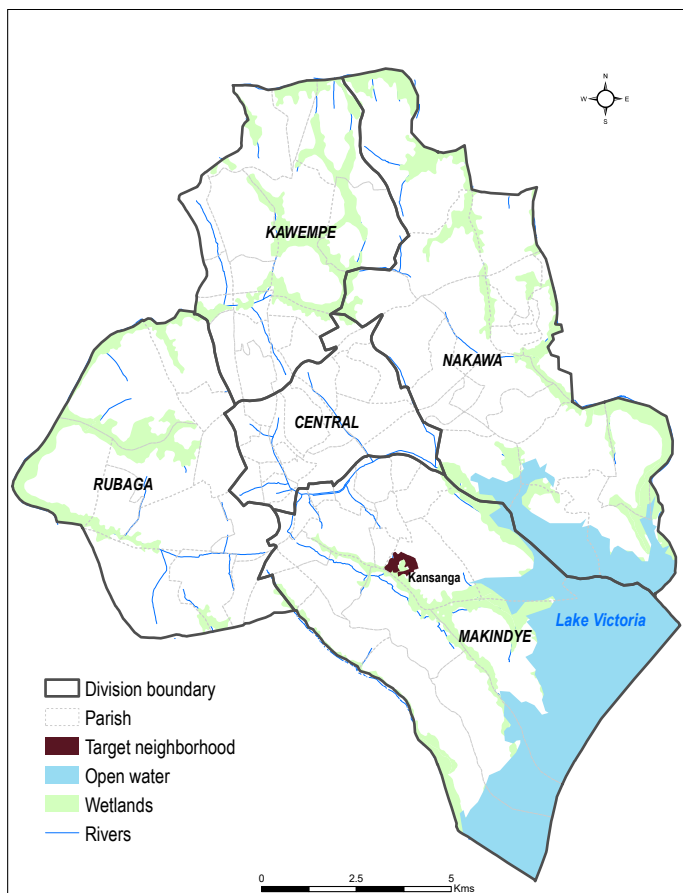 N
W E
S
KAWEMPE
NAKAWA
CENTRAL
RUBAGA
Kansanga
Lake Victoria
MAKINDYE
Division boundary
Parish
Target neighborhood
Open water
Wetlands
Rivers
0 2.5 5
Kms